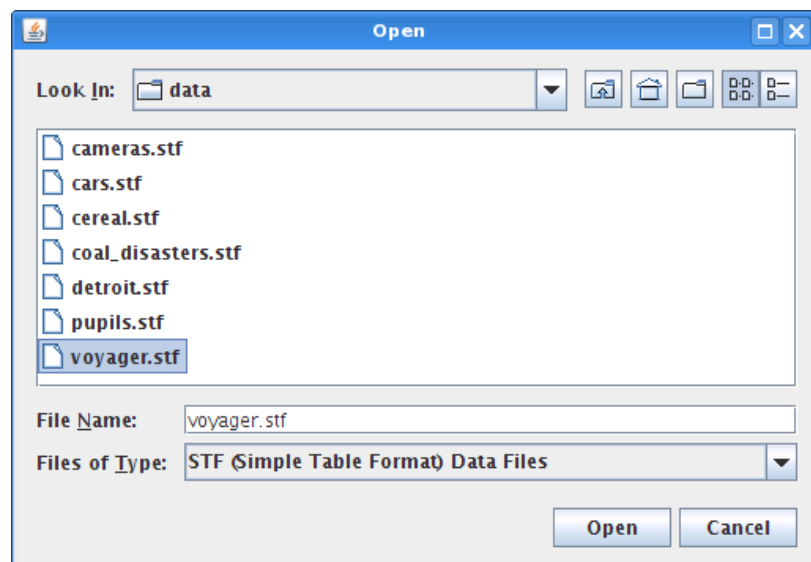 Open
Look In: data
cameras.stf
cars.stf
cereal.stf
coal_disasters.stf
detroit.stf
pupils.stf
voyager.stf
File Name: voyager.stf
Files of Type: STF (Simple Table Format) Data Files
Open Cancel